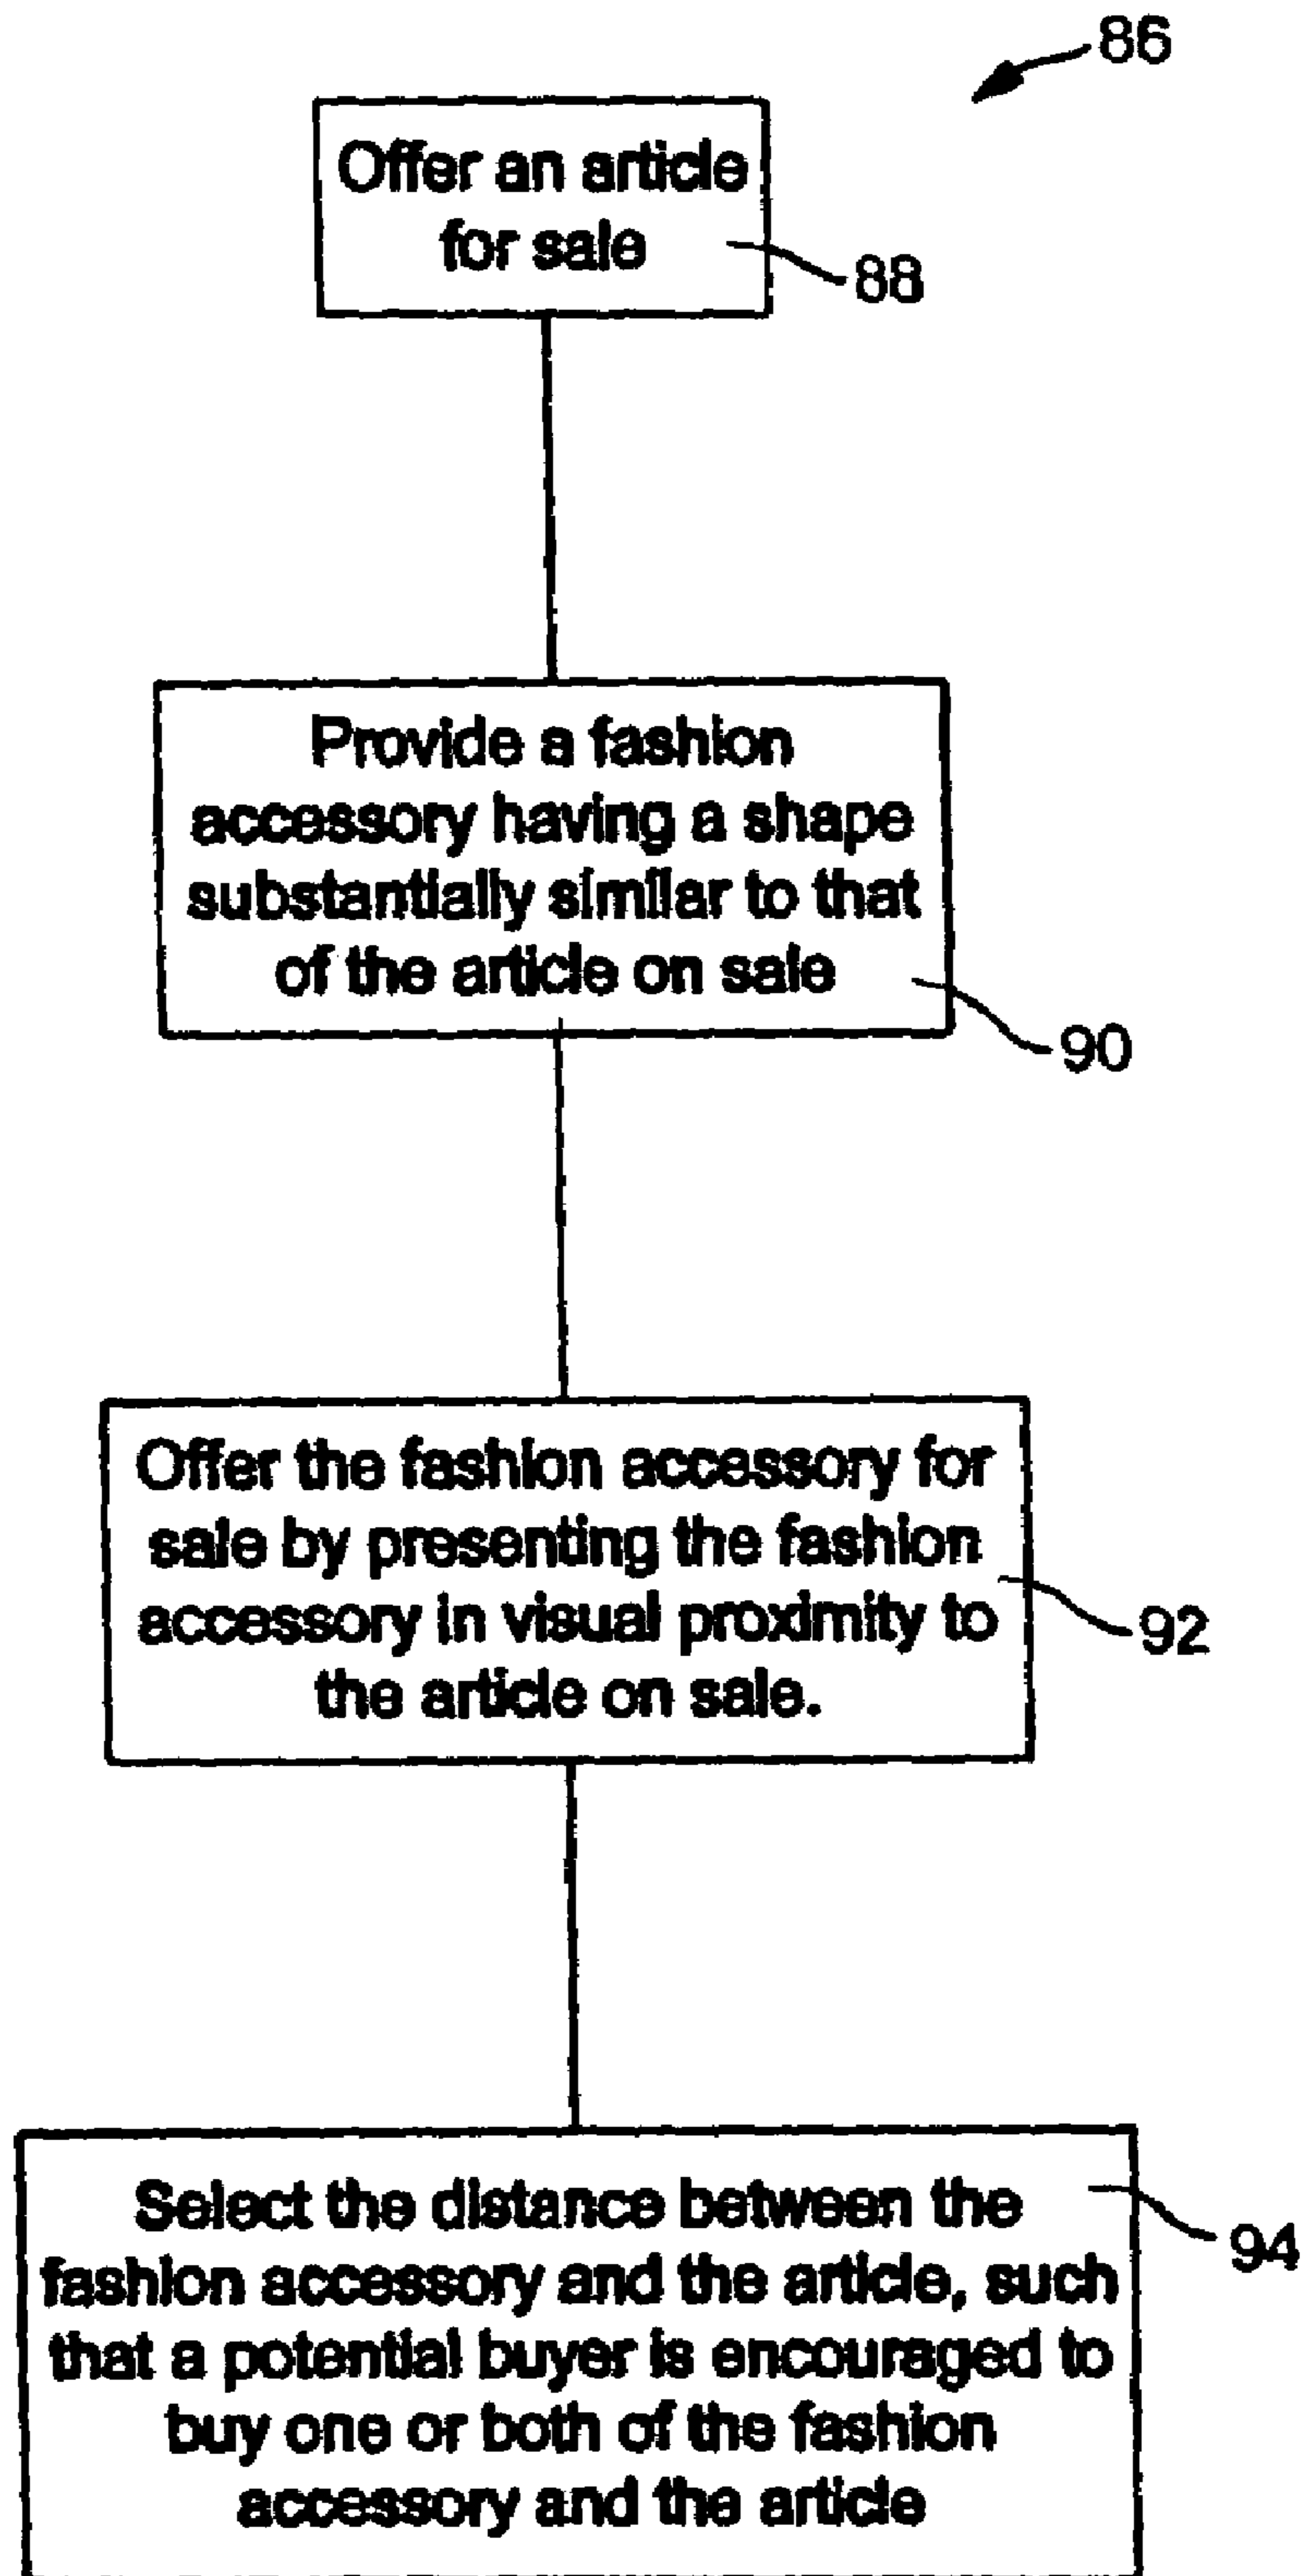 86
Offer an article
for sale
88
Provide a fashion
accessory having a shape
substantially similar to that
of the article on sale
90
Offer the fashion accessory for
sale by presenting the fashion
accessory in visual proximity to
the article on sale.
92
Select the distance between the
fashion accessory and the article, such
that a potential buyer is encouraged to
buy one or both of the fashion
accessory and the article
94